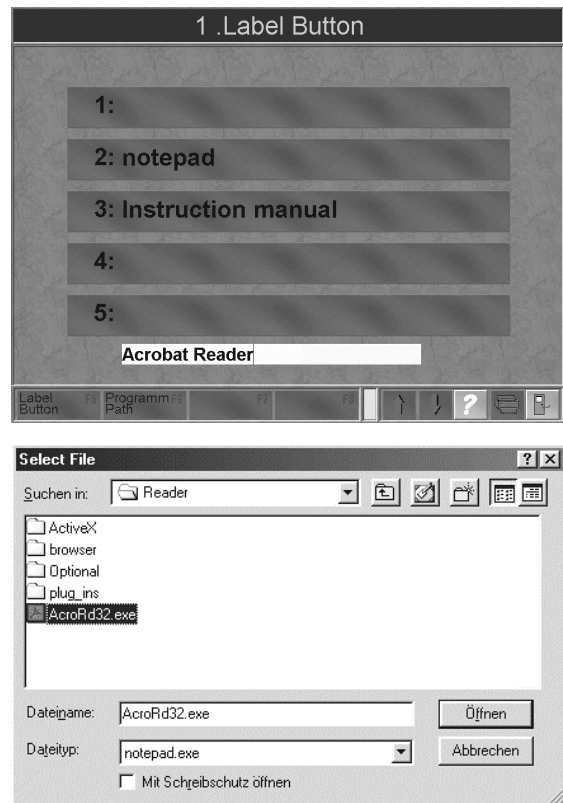 1 .Label Button
1:
2: notepad
3: Instruction manual
4:
5:
Acrobat Reader
Label Button F5 Programm Path F6 F7 F8 ?
Select File ? ×
Suchen in: Reader
ActiveX
browser
Optional
plug_ins
AcroRd32.exe
Dateiname: AcroRd32.exe Öffnen
Dateityp: notepad.exe Abbrechen
Mit Schreibschutz öffnen